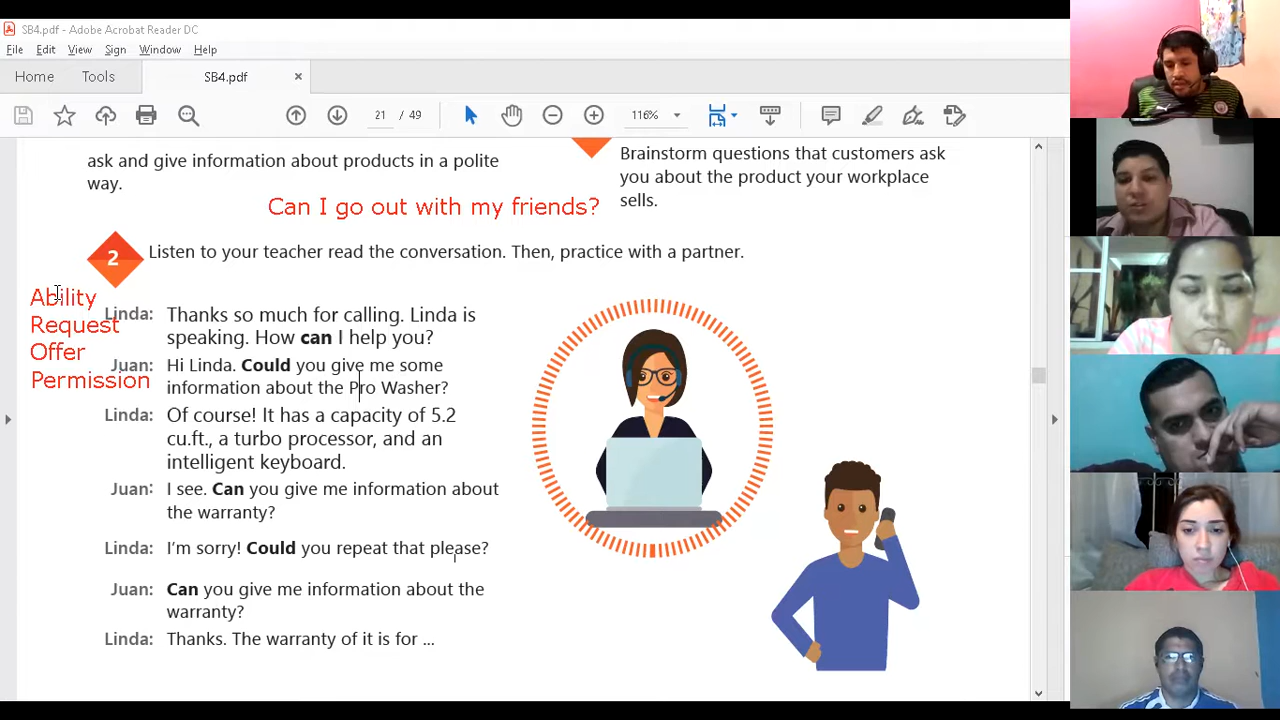 SB4.pdf - Adobe Acrobat Reader DC
File Edit View Sign Window Help
Home Tools SB4.pdf ×
21 / 49 116%
ask and give information about products in a polite
way.
Brainstorm questions that customers ask
you about the product your workplace
sells.
Can I go out with my friends?
2 Listen to your teacher read the conversation. Then, practice with a partner.
Ability
Request
Offer
Permission
Linda: Thanks so much for calling. Linda is
speaking. How can I help you?
Juan: Hi Linda. Could you give me some
information about the Pro Washer?
Linda: Of course! It has a capacity of 5.2
cu.ft., a turbo processor, and an
intelligent keyboard.
Juan: I see. Can you give me information about
the warranty?
Linda: I'm sorry! Could you repeat that please?
Juan: Can you give me information about the
warranty?
Linda: Thanks. The warranty of it is for ...